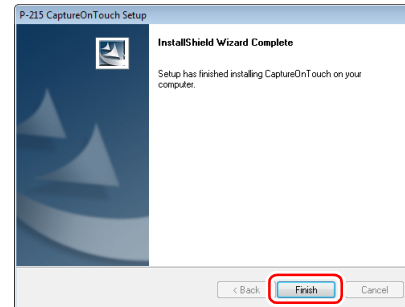 P-215 CaptureOnTouch Setup
InstallShield Wizard Complete
Setup has finished installing CaptureOnTouch on your
computer.
< Back
Finish
Cancel